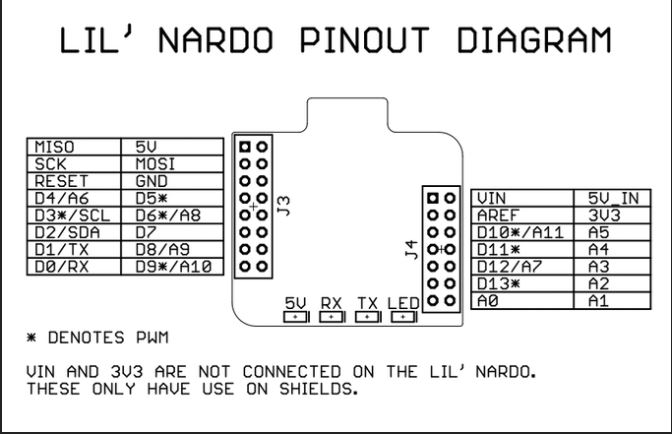 LIL' NARDO PINOUT DIAGRAM
MISO 5V
SCK MOSI
RESET GND
D4/A6 D5*
D3*/SCL D6*/A8
D2/SDA D7
D1/TX D8/A9
D0/RX D9*/A10
J3
J4
VIN 5V_IN
AREF 3V3
D10*/A11 A5
D11* A4
D12/A7 A3
D13* A2
A0 A1
5V RX TX LED
* DENOTES PWM
VIN AND 3V3 ARE NOT CONNECTED ON THE LIL' NARDO.
THESE ONLY HAVE USE ON SHIELDS.